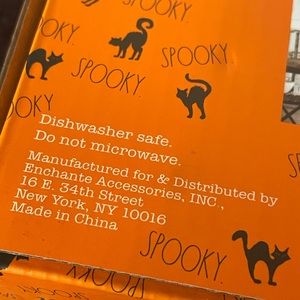 SPOOKY.
SPOOKY
SPOOKY.
SPOOKY
Dishwasher safe.
Do not microwave.
Manufactured for & Distributed by
Enchante Accessories, INC.,
16 E. 34th Street
New York, NY 10016
Made in China
SPOOKY.
SPOOKY